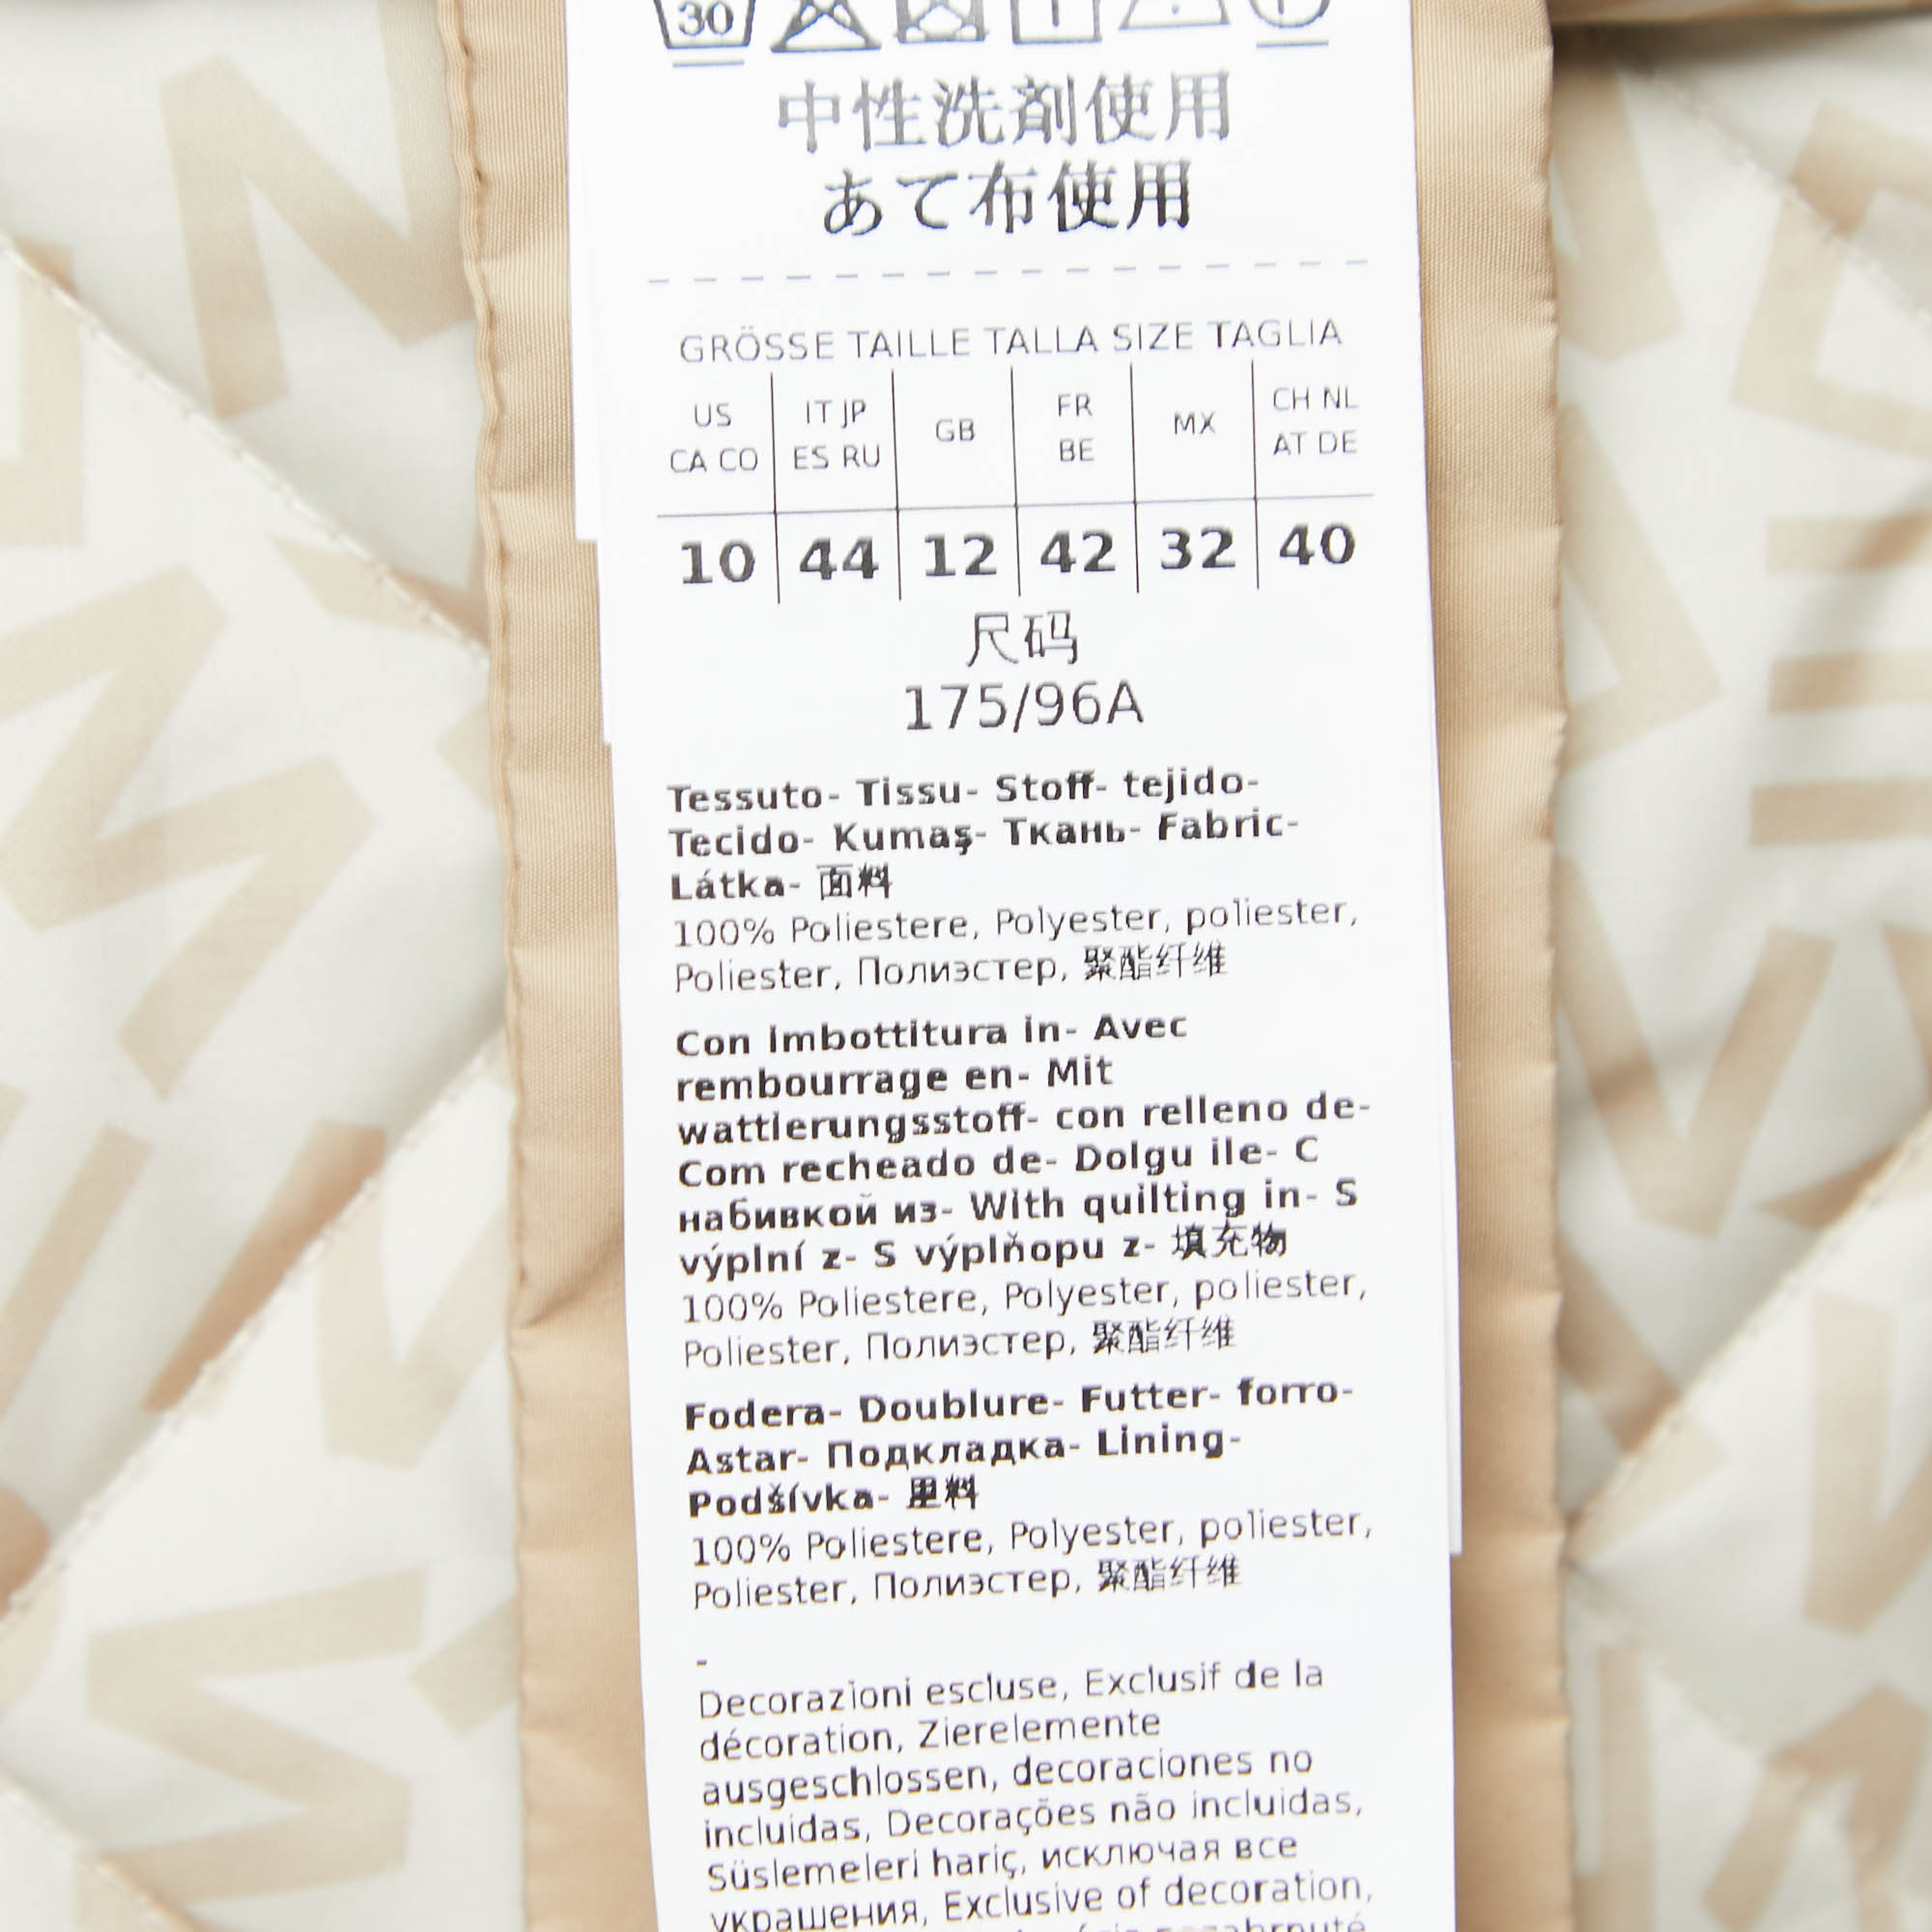 30
中性洗剤使用
あて布使用
GRÖSSE TAILLE TALLA SIZE TAGLIA
US CA CO | IT JP ES RU | GB | FR BE | MX | CH NL AT DE
10 | 44 | 12 | 42 | 32 | 40
尺码
175/96A
Tessuto- Tissu- Stoff- tejido-
Tecido- Kumaş- Ткань- Fabric-
Látka- 面料
100% Poliestere, Polyester, poliester,
Poliester, Полиэстер, 聚酯纤维
Con imbottitura in- Avec
rembourrage en- Mit
wattierungsstoff- con relleno de-
Com recheado de- Dolgu ile- C
набивкой из- With quilting in- S
výplní z- S výplňopu z- 填充物
100% Poliestere, Polyester, poliester,
Poliester, Полиэстер, 聚酯纤维
Fodera- Doublure- Futter- forro-
Astar- Подкладка- Lining-
Podšívka- 里料
100% Poliestere, Polyester, poliester,
Poliester, Полиэстер, 聚酯纤维
-
Decorazioni escluse, Exclusif de la
décoration, Zierelemente
ausgeschlossen, decoraciones no
incluidas, Decorações não incluidas,
Süslemeleri hariç, исключая все
украшения, Exclusive of decoration,